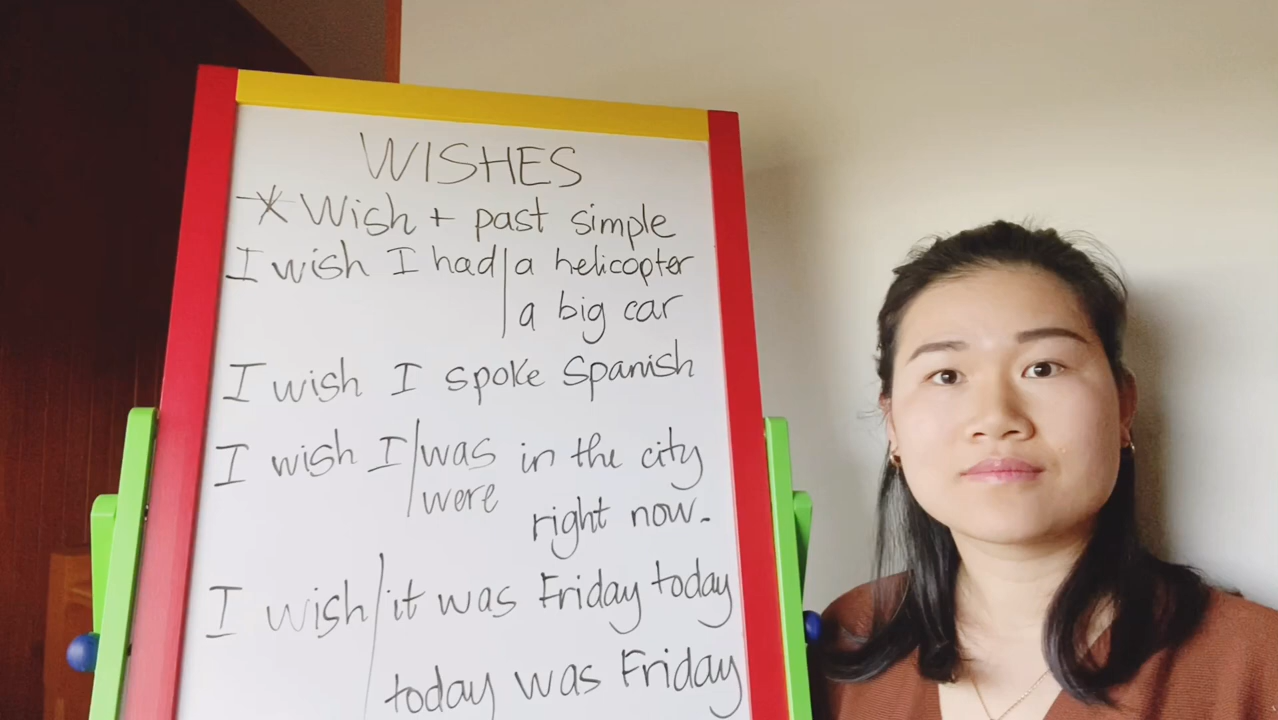 WISHES
* Wish + past simple
I wish I had / a helicopter
a big car
I wish I spoke Spanish
I wish I / was in the city
were right now.
I wish / it was Friday today
today was Friday